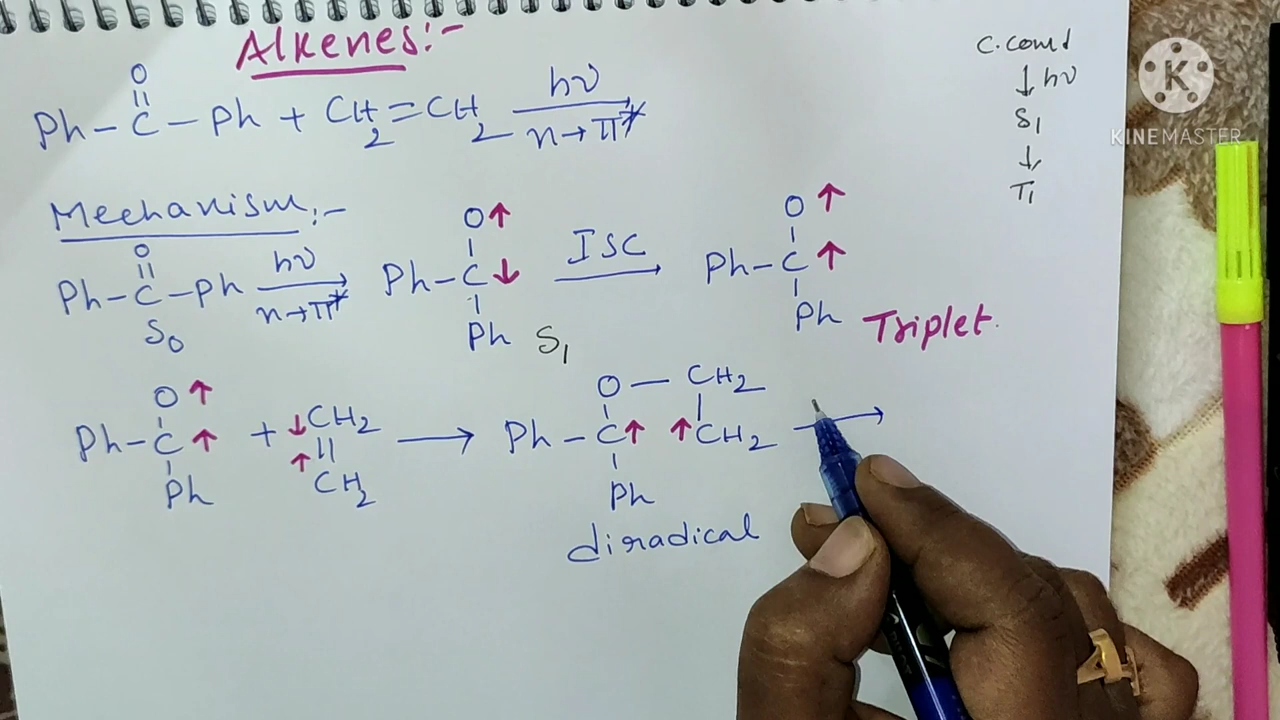 Alkenes:-
O
||
Ph-C-Ph + CH2=CH2 hν n→π*
C.comd
↓hν
S1
↓
T1
KINEMASTER
Mechanism:-
O O↑ O↑
|| | |
Ph-C-Ph hν n→π* Ph-C↓ ISC Ph-C↑
| |
S0 Ph S1 Ph Triplet.
O↑ ↓CH2 O—CH2
| || | |
Ph-C↑ + ↑ → Ph-C↑ ↑CH2 →
| CH2 |
Ph Ph
diradical